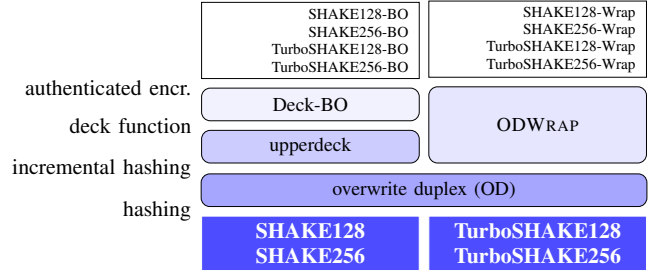 SHAKE128-BO
SHAKE256-BO
TurboSHAKE128-BO
TurboSHAKE256-BO
SHAKE128-Wrap
SHAKE256-Wrap
TurboSHAKE128-Wrap
TurboSHAKE256-Wrap
authenticated encr.
Deck-BO
deck function
ODWRAP
upperdeck
incremental hashing
overwrite duplex (OD)
hashing
SHAKE128
SHAKE256
TurboSHAKE128
TurboSHAKE256